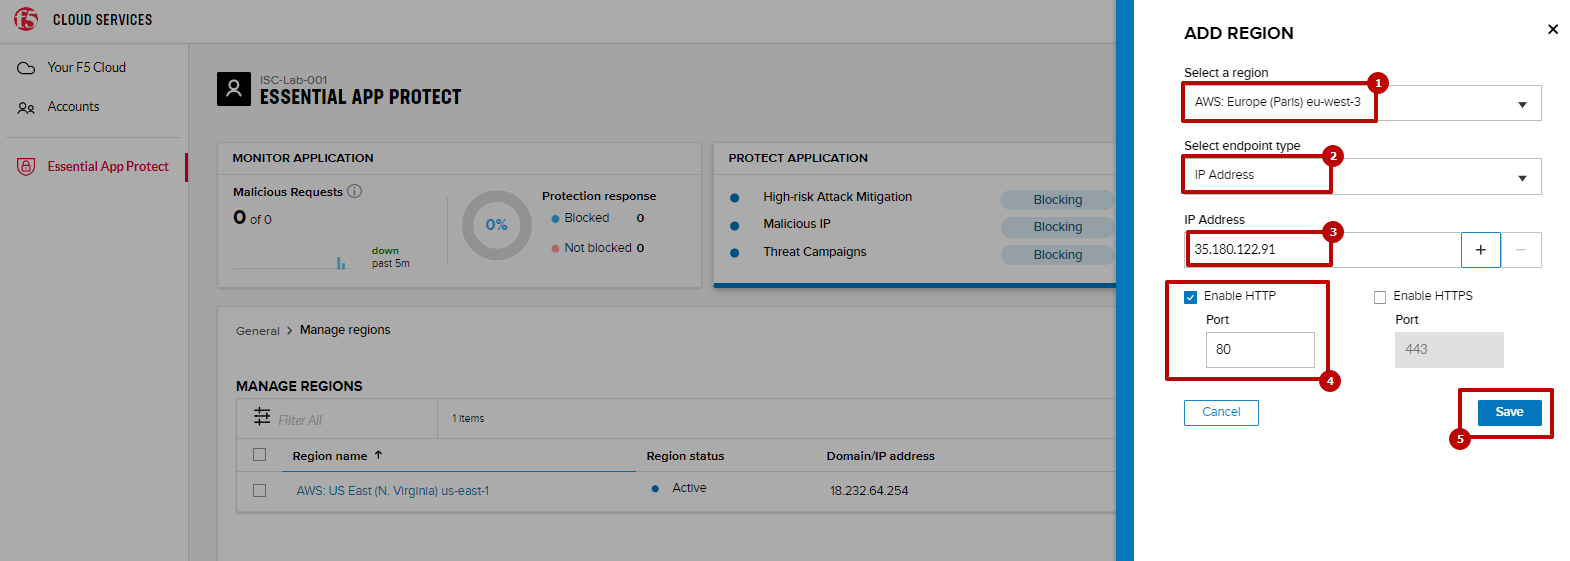 f5 CLOUD SERVICES
Your F5 Cloud
Accounts
Essential App Protect
ISC-Lab-001
ESSENTIAL APP PROTECT
MONITOR APPLICATION
Malicious Requests i
0 of 0
down
past 5m
0%
Protection response
Blocked 0
Not blocked 0
PROTECT APPLICATION
High-risk Attack Mitigation Blocking
Malicious IP Blocking
Threat Campaigns Blocking
General > Manage regions
MANAGE REGIONS
Filter All 1 Items
Region name ↑ Region status Domain/IP address
AWS: US East (N. Virginia) us-east-1 Active 18.232.64.254
ADD REGION ×
Select a region
1
AWS: Europe (Paris) eu-west-3
Select endpoint type
2
IP Address
IP Address
3
35.180.122.91 + −
Enable HTTP Enable HTTPS
Port Port
80 443
4
Cancel Save
5